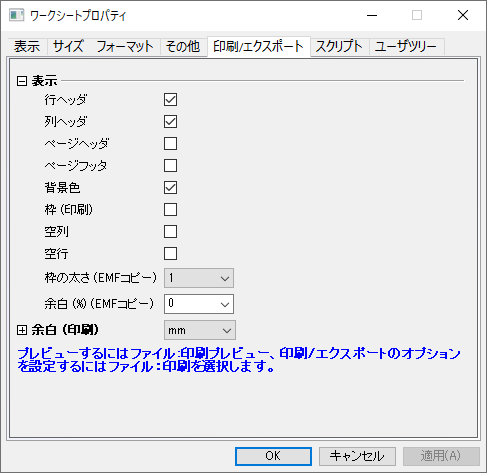 ワークシートプロパティ
表示 サイズ フォーマット その他 印刷/エクスポート スクリプト ユーザツリー
表示
行ヘッダ
列ヘッダ
ページヘッダ
ページフッタ
背景色
枠(印刷)
空列
空行
枠の太さ(EMFコピー) 1
余白(%)(EMFコピー) 0
余白(印刷) mm
プレビューするにはファイル:印刷プレビュー、印刷/エクスポートのオプション
を設定するにはファイル:印刷を選択します。
OK キャンセル 適用(A)